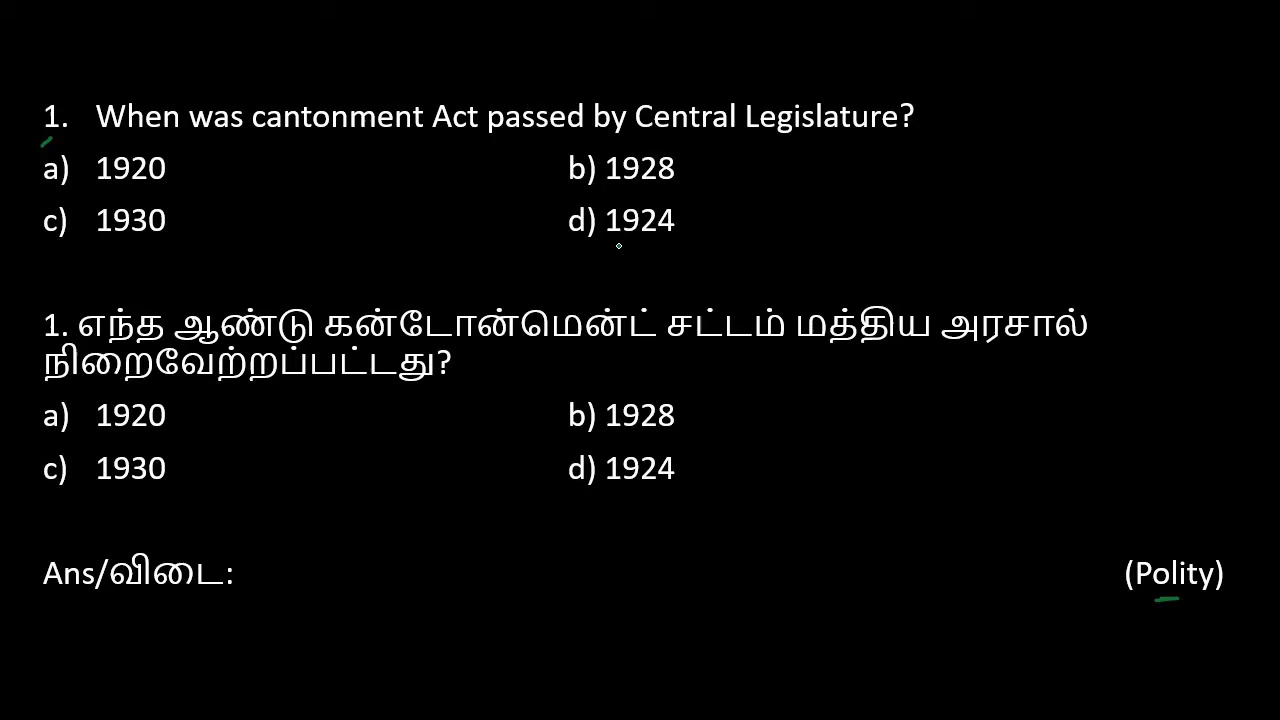 1. When was cantonment Act passed by Central Legislature?
a) 1920 b) 1928
c) 1930 d) 1924
1. எந்த ஆண்டு கன்டோன்மென்ட் சட்டம் மத்திய அரசால்
நிறைவேற்றப்பட்டது?
a) 1920 b) 1928
c) 1930 d) 1924
Ans/விடை: (Polity)